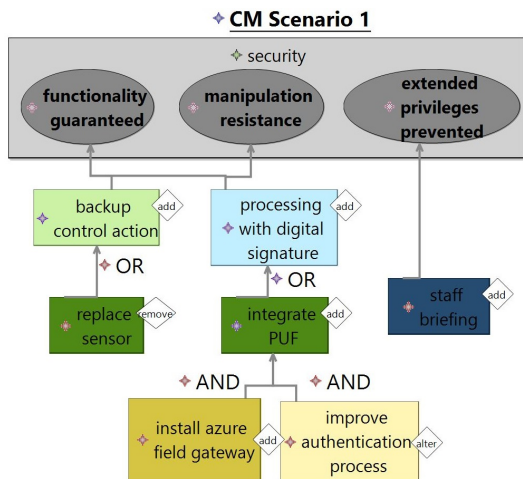 CM Scenario 1
security
functionality
guaranteed
manipulation
resistance
extended
privileges
prevented
backup
control action
add
processing
with digital
signature
add
OR
OR
replace
sensor
remove
integrate
PUF
add
staff
briefing
add
AND
AND
install azure
field gateway
add
improve
authentication
process
alter